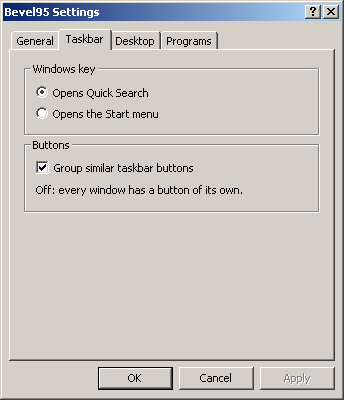 Bevel95 Settings
General
Taskbar
Desktop
Programs
Windows key
Opens Quick Search
Opens the Start menu
Buttons
Group similar taskbar buttons
Off: every window has a button of its own.
OK
Cancel
Apply